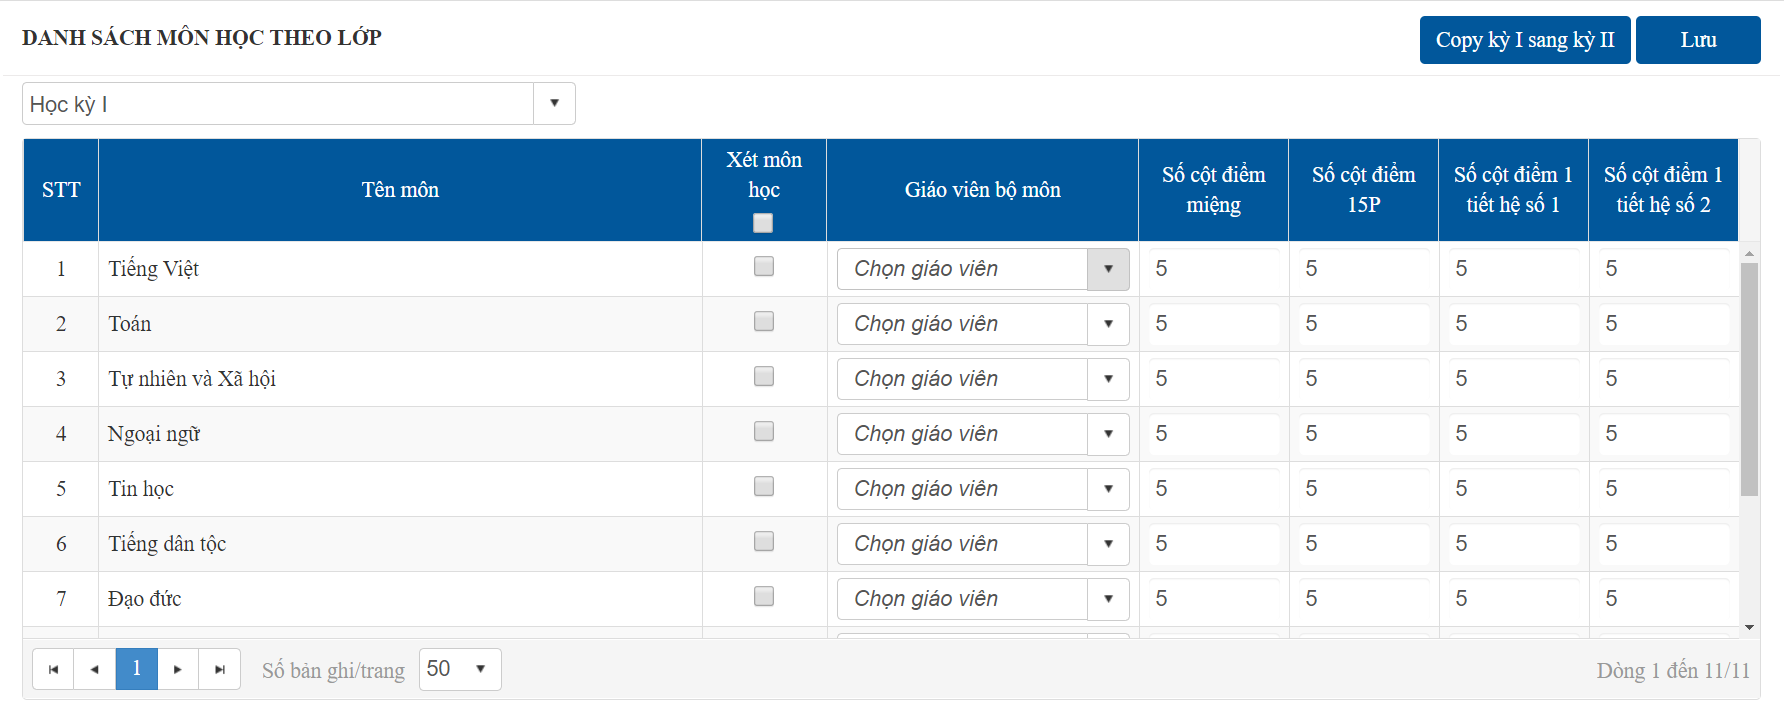 DANH SÁCH MÔN HỌC THEO LỚP
Copy kỳ I sang kỳ II
Lưu
Học kỳ I
STT
Tên môn
Xét môn
học
Giáo viên bộ môn
Số cột điểm
miệng
Số cột điểm
15P
Số cột điểm 1
tiết hệ số 1
Số cột điểm 1
tiết hệ số 2
1 Tiếng Việt Chọn giáo viên 5 5 5 5
2 Toán Chọn giáo viên 5 5 5 5
3 Tự nhiên và Xã hội Chọn giáo viên 5 5 5 5
4 Ngoại ngữ Chọn giáo viên 5 5 5 5
5 Tin học Chọn giáo viên 5 5 5 5
6 Tiếng dân tộc Chọn giáo viên 5 5 5 5
7 Đạo đức Chọn giáo viên 5 5 5 5
1 Số bản ghi/trang 50 Dòng 1 đến 11/11